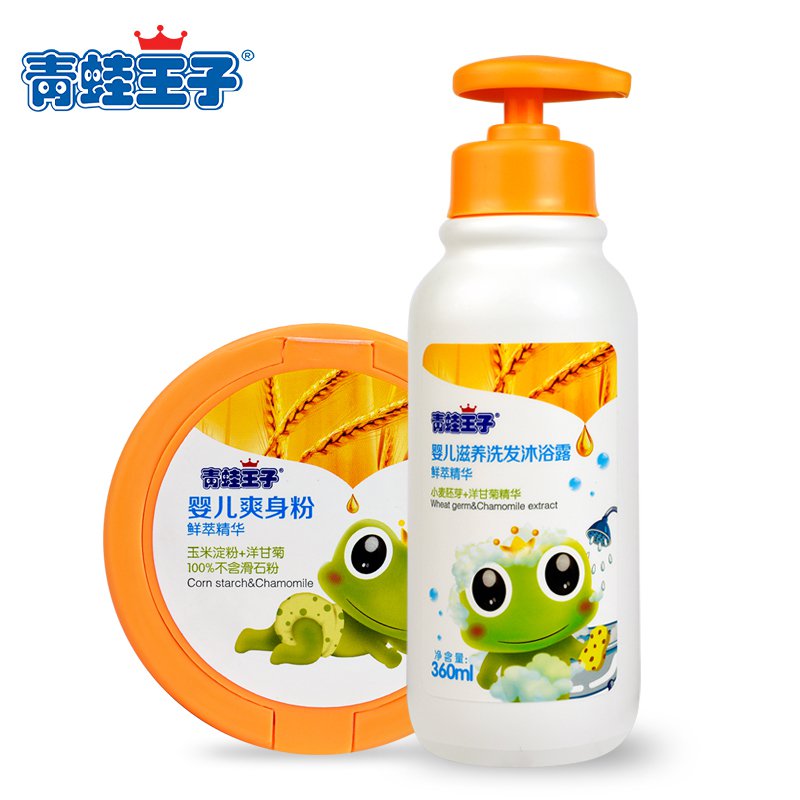 青蛙王子®
青蛙王子®
婴儿爽身粉
鲜萃精华
玉米淀粉+洋甘菊
100%不含滑石粉
Corn starch&Chamomile
青蛙王子®
婴儿滋养洗发沐浴露
鲜萃精华
小麦胚芽+洋甘菊精华
Wheat germ&Chamomile extract
净含量:
360ml